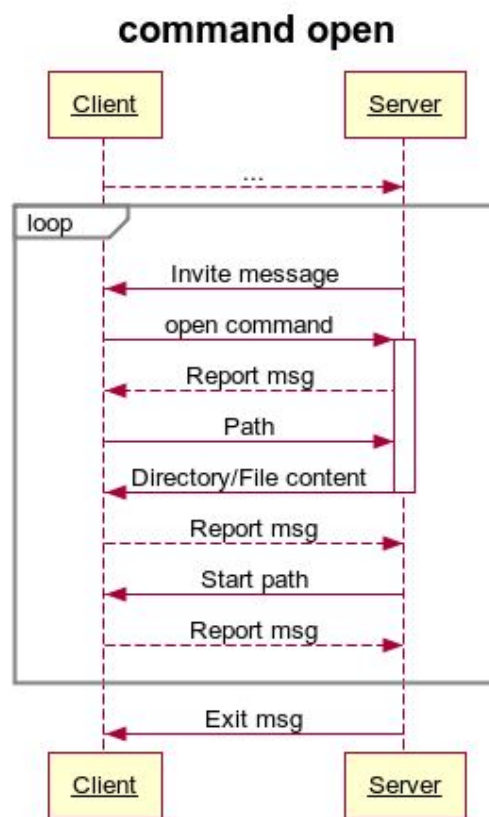 command open
Client Server
...
loop
Invite message
open command
Report msg
Path
Directory/File content
Report msg
Start path
Report msg
Exit msg
Client Server